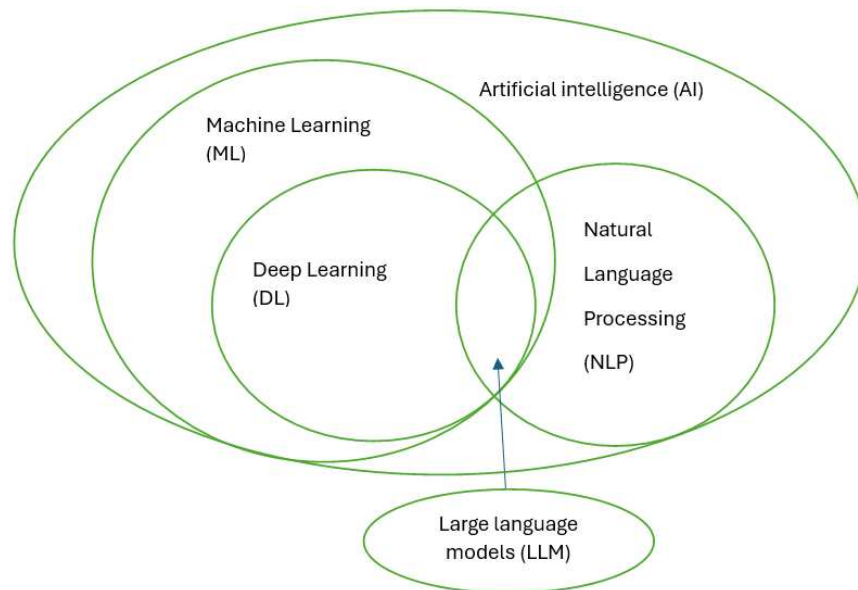 Artificial intelligence (AI)
Machine Learning
(ML)
Natural
Language
Processing
(NLP)
Deep Learning
(DL)
Large language
models (LLM)